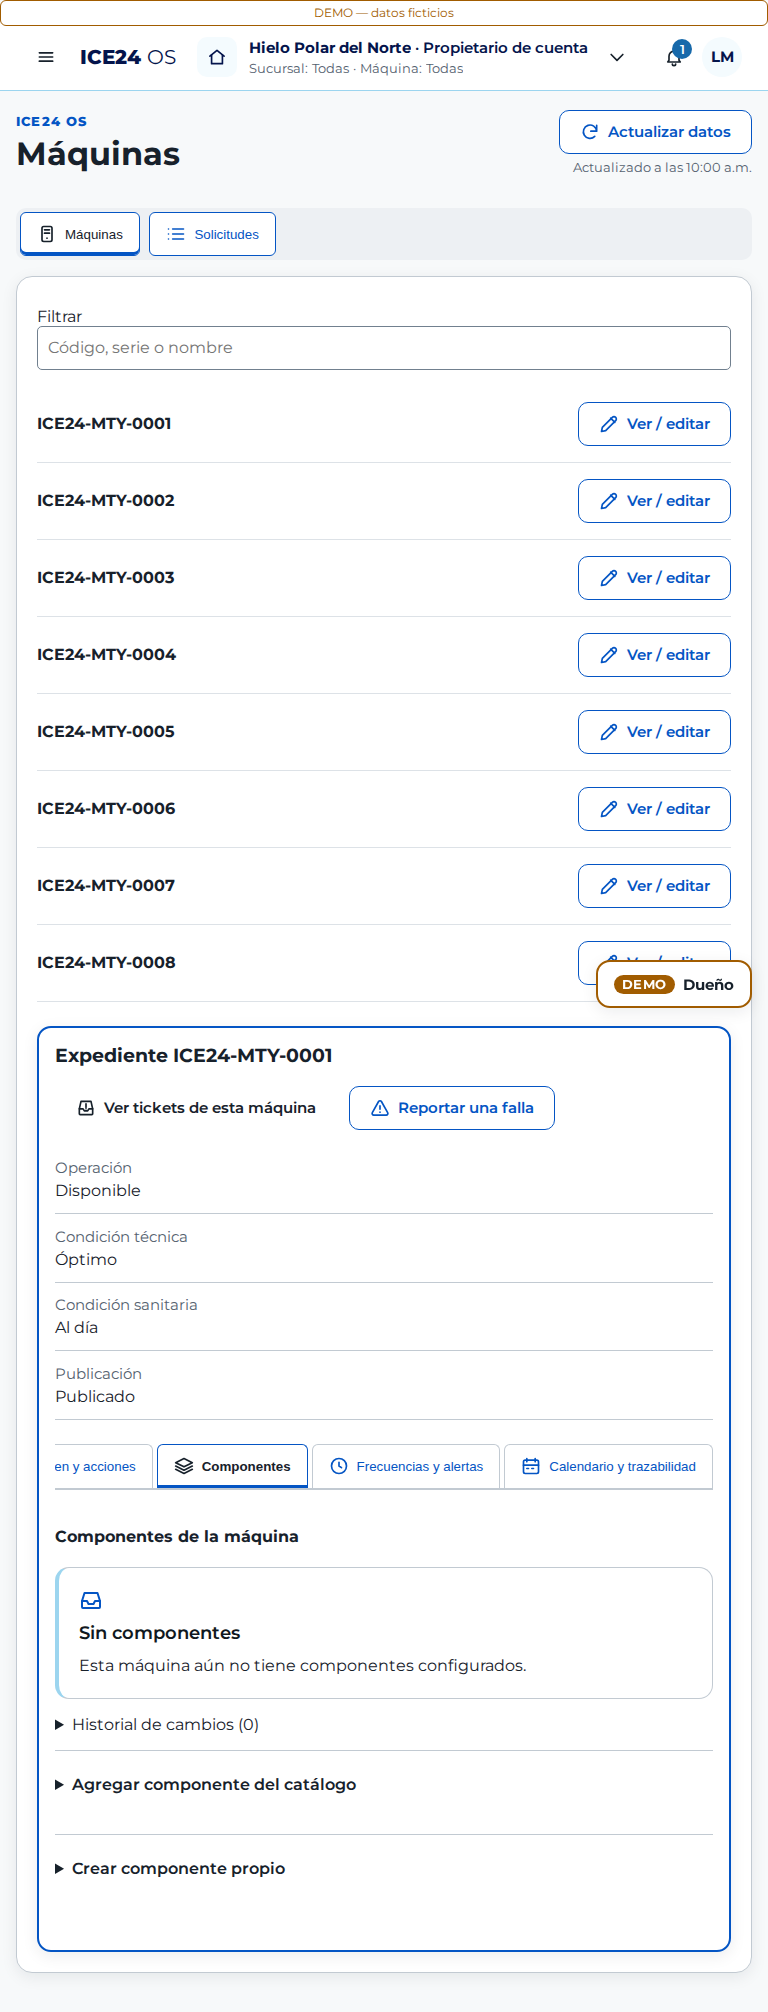 DEMO — datos ficticios
ICE24 OS
Hielo Polar del Norte · Propietario de cuenta
Sucursal: Todas · Máquina: Todas
1
LM
ICE24 OS
Máquinas
Actualizar datos
Actualizado a las 10:00 a.m.
Máquinas
Solicitudes
Filtrar
Código, serie o nombre
ICE24-MTY-0001
Ver / editar
ICE24-MTY-0002
Ver / editar
ICE24-MTY-0003
Ver / editar
ICE24-MTY-0004
Ver / editar
ICE24-MTY-0005
Ver / editar
ICE24-MTY-0006
Ver / editar
ICE24-MTY-0007
Ver / editar
ICE24-MTY-0008
DEMO Dueño
Expediente ICE24-MTY-0001
Ver tickets de esta máquina
Reportar una falla
Operación
Disponible
Condición técnica
Óptimo
Condición sanitaria
Al día
Publicación
Publicado
en y acciones
Componentes
Frecuencias y alertas
Calendario y trazabilidad
Componentes de la máquina
Sin componentes
Esta máquina aún no tiene componentes configurados.
Historial de cambios (0)
Agregar componente del catálogo
Crear componente propio